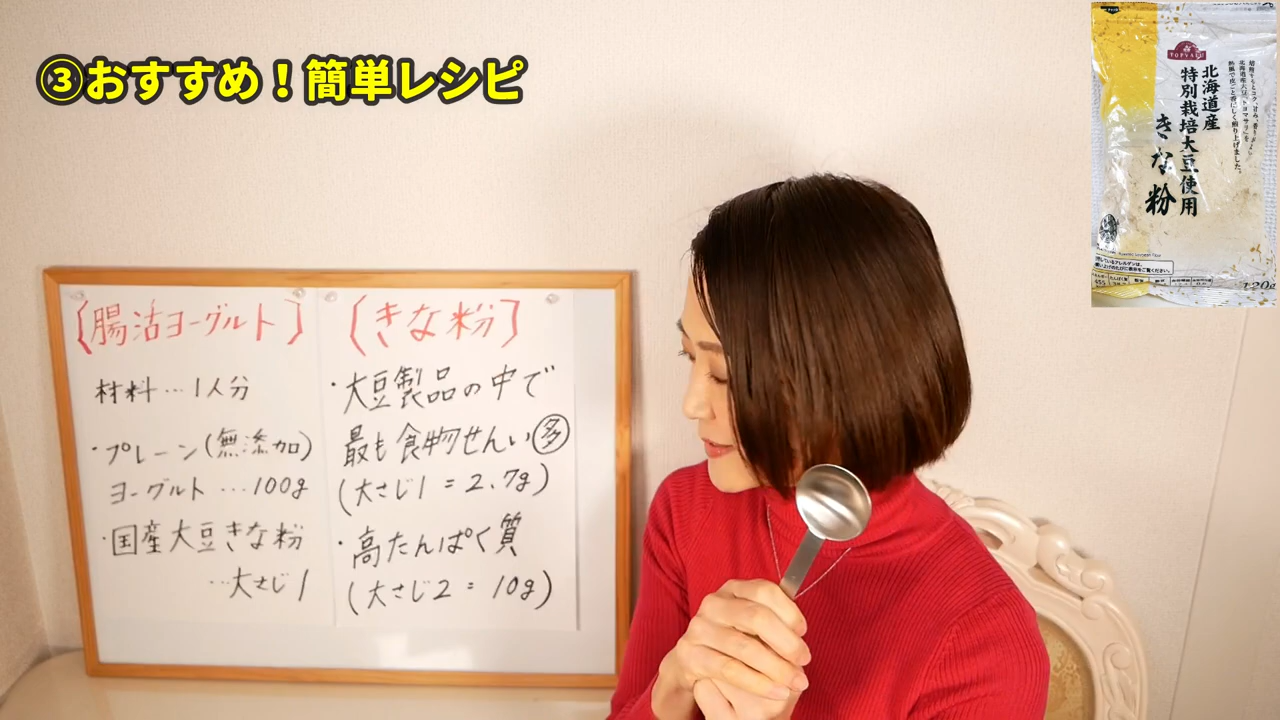 ③おすすめ！簡単レシピ
〔腸活ヨーグルト〕
材料…1人分
・プレーン(無添加)
ヨーグルト…100g
・国産大豆きな粉
…大さじ1
〔きな粉〕
・大豆製品の中で
最も食物せんい多
(大さじ1=2.7g)
・高たんぱく質
(大さじ2=10g)
TOPVALU
北海道産
特別栽培大豆使用
きな粉
120g